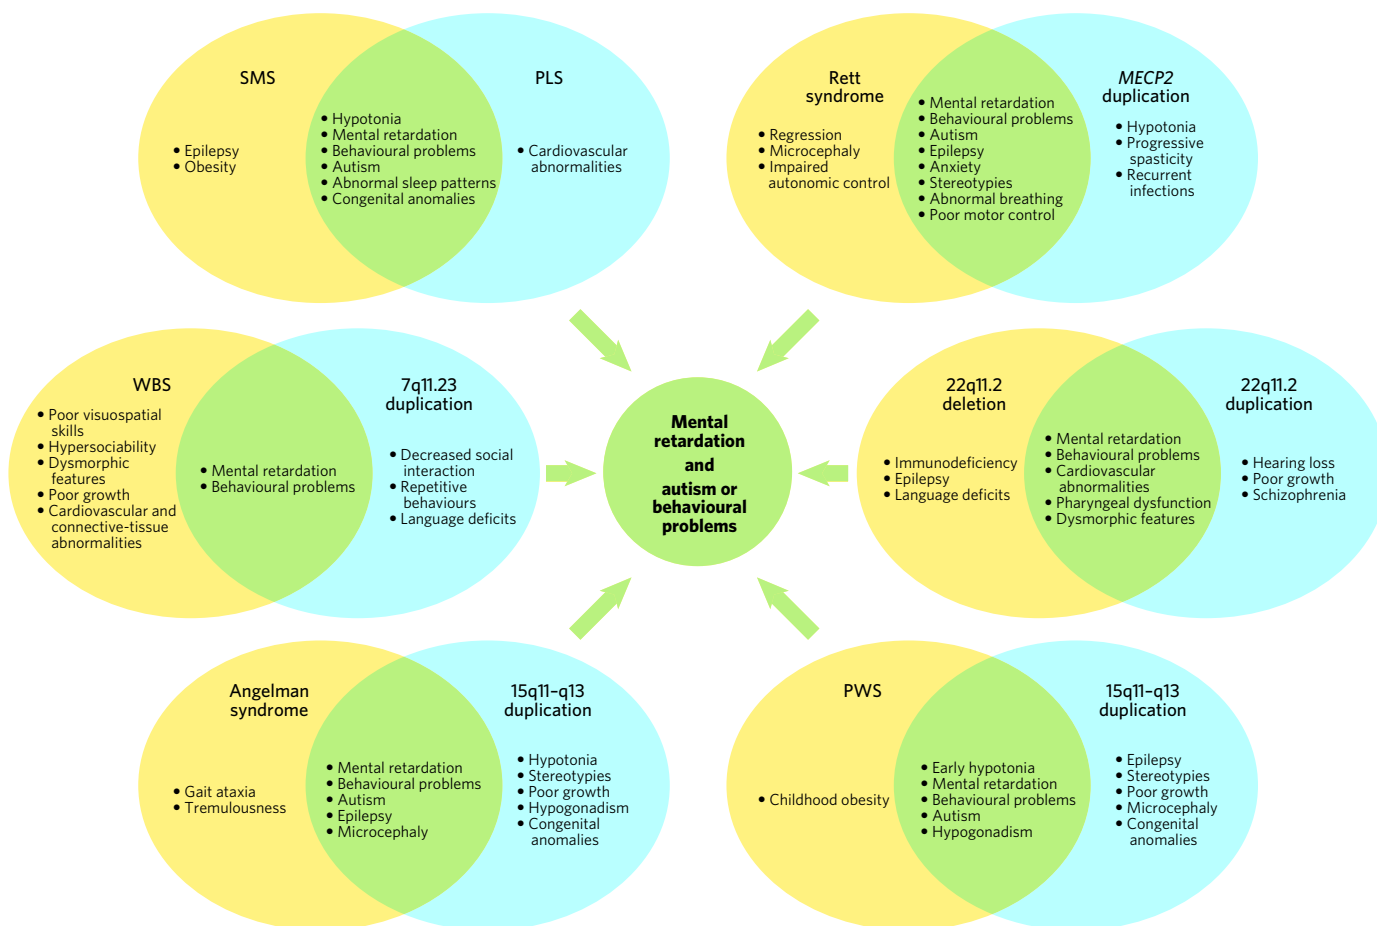 SMS
• Epilepsy
• Obesity
• Hypotonia
• Mental retardation
• Behavioural problems
• Autism
• Abnormal sleep patterns
• Congenital anomalies
PLS
• Cardiovascular
abnormalities
Rett
syndrome
• Regression
• Microcephaly
• Impaired
autonomic control
• Mental retardation
• Behavioural problems
• Autism
• Epilepsy
• Anxiety
• Stereotypies
• Abnormal breathing
• Poor motor control
MECP2
duplication
• Hypotonia
• Progressive
spasticity
• Recurrent
infections
WBS
• Poor visuospatial
skills
• Hypersociability
• Dysmorphic
features
• Poor growth
• Cardiovascular and
connective-tissue
abnormalities
• Mental retardation
• Behavioural problems
7q11.23
duplication
• Decreased social
interaction
• Repetitive
behaviours
• Language deficits
Mental
retardation
and
autism or
behavioural
problems
22q11.2
deletion
• Immunodeficiency
• Epilepsy
• Language deficits
• Mental retardation
• Behavioural problems
• Cardiovascular
abnormalities
• Pharyngeal dysfunction
• Dysmorphic features
22q11.2
duplication
• Hearing loss
• Poor growth
• Schizophrenia
Angelman
syndrome
• Gait ataxia
• Tremulousness
• Mental retardation
• Behavioural problems
• Autism
• Epilepsy
• Microcephaly
15q11–q13
duplication
• Hypotonia
• Stereotypies
• Poor growth
• Hypogonadism
• Congenital
anomalies
PWS
• Childhood obesity
• Early hypotonia
• Mental retardation
• Behavioural problems
• Autism
• Hypogonadism
15q11–q13
duplication
• Epilepsy
• Stereotypies
• Poor growth
• Microcephaly
• Congenital
anomalies